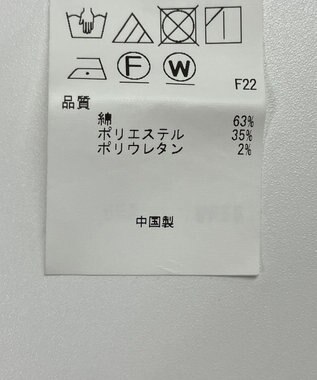 F W
F22
品質
綿 63%
ポリエステル 35%
ポリウレタン 2%
中国製